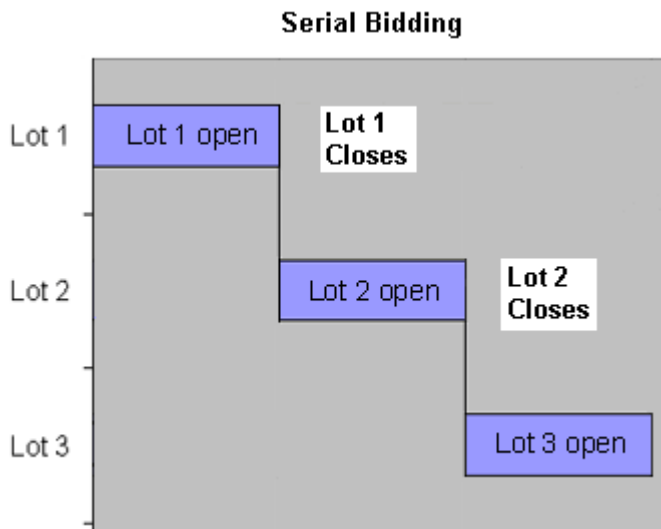 Serial Bidding
Lot 1
Lot 1 open
Lot 1
Closes
Lot 2
Lot 2 open
Lot 2
Closes
Lot 3
Lot 3 open